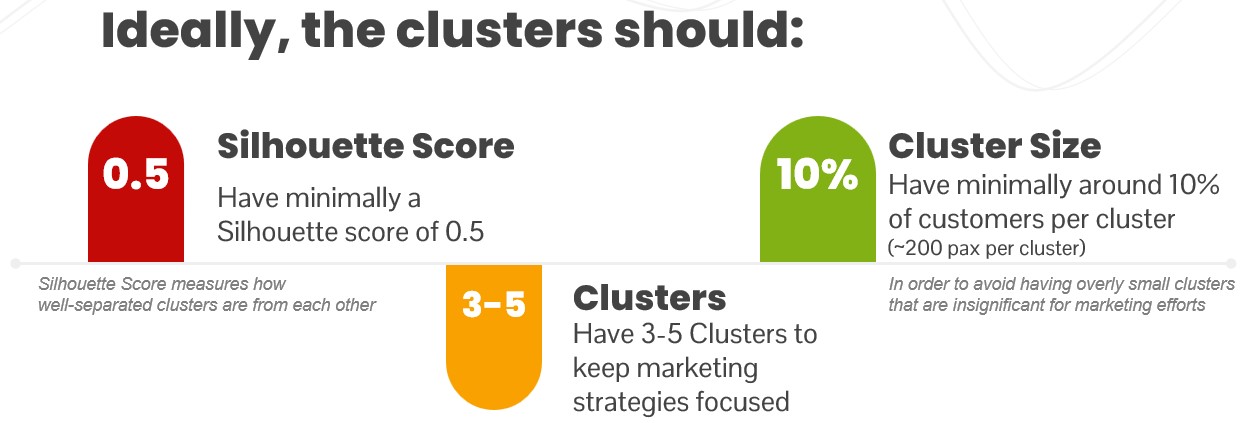 Ideally, the clusters should:
0.5
Silhouette Score
Have minimally a
Silhouette score of 0.5
Silhouette Score measures how
well-separated clusters are from each other
3-5
Clusters
Have 3-5 Clusters to
keep marketing
strategies focused
10%
Cluster Size
Have minimally around 10%
of customers per cluster
(~200 pax per cluster)
In order to avoid having overly small clusters
that are insignificant for marketing efforts